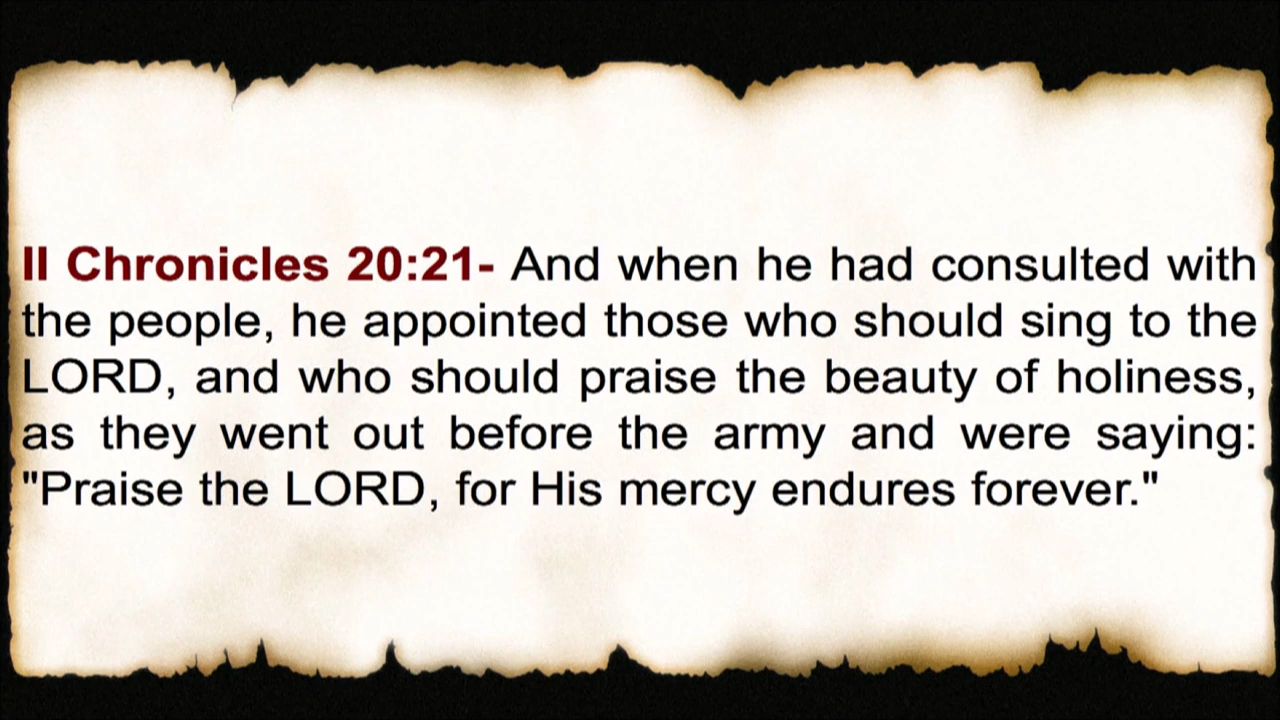 II Chronicles 20:21- And when he had consulted with
the people, he appointed those who should sing to the
LORD, and who should praise the beauty of holiness,
as they went out before the army and were saying:
"Praise the LORD, for His mercy endures forever."